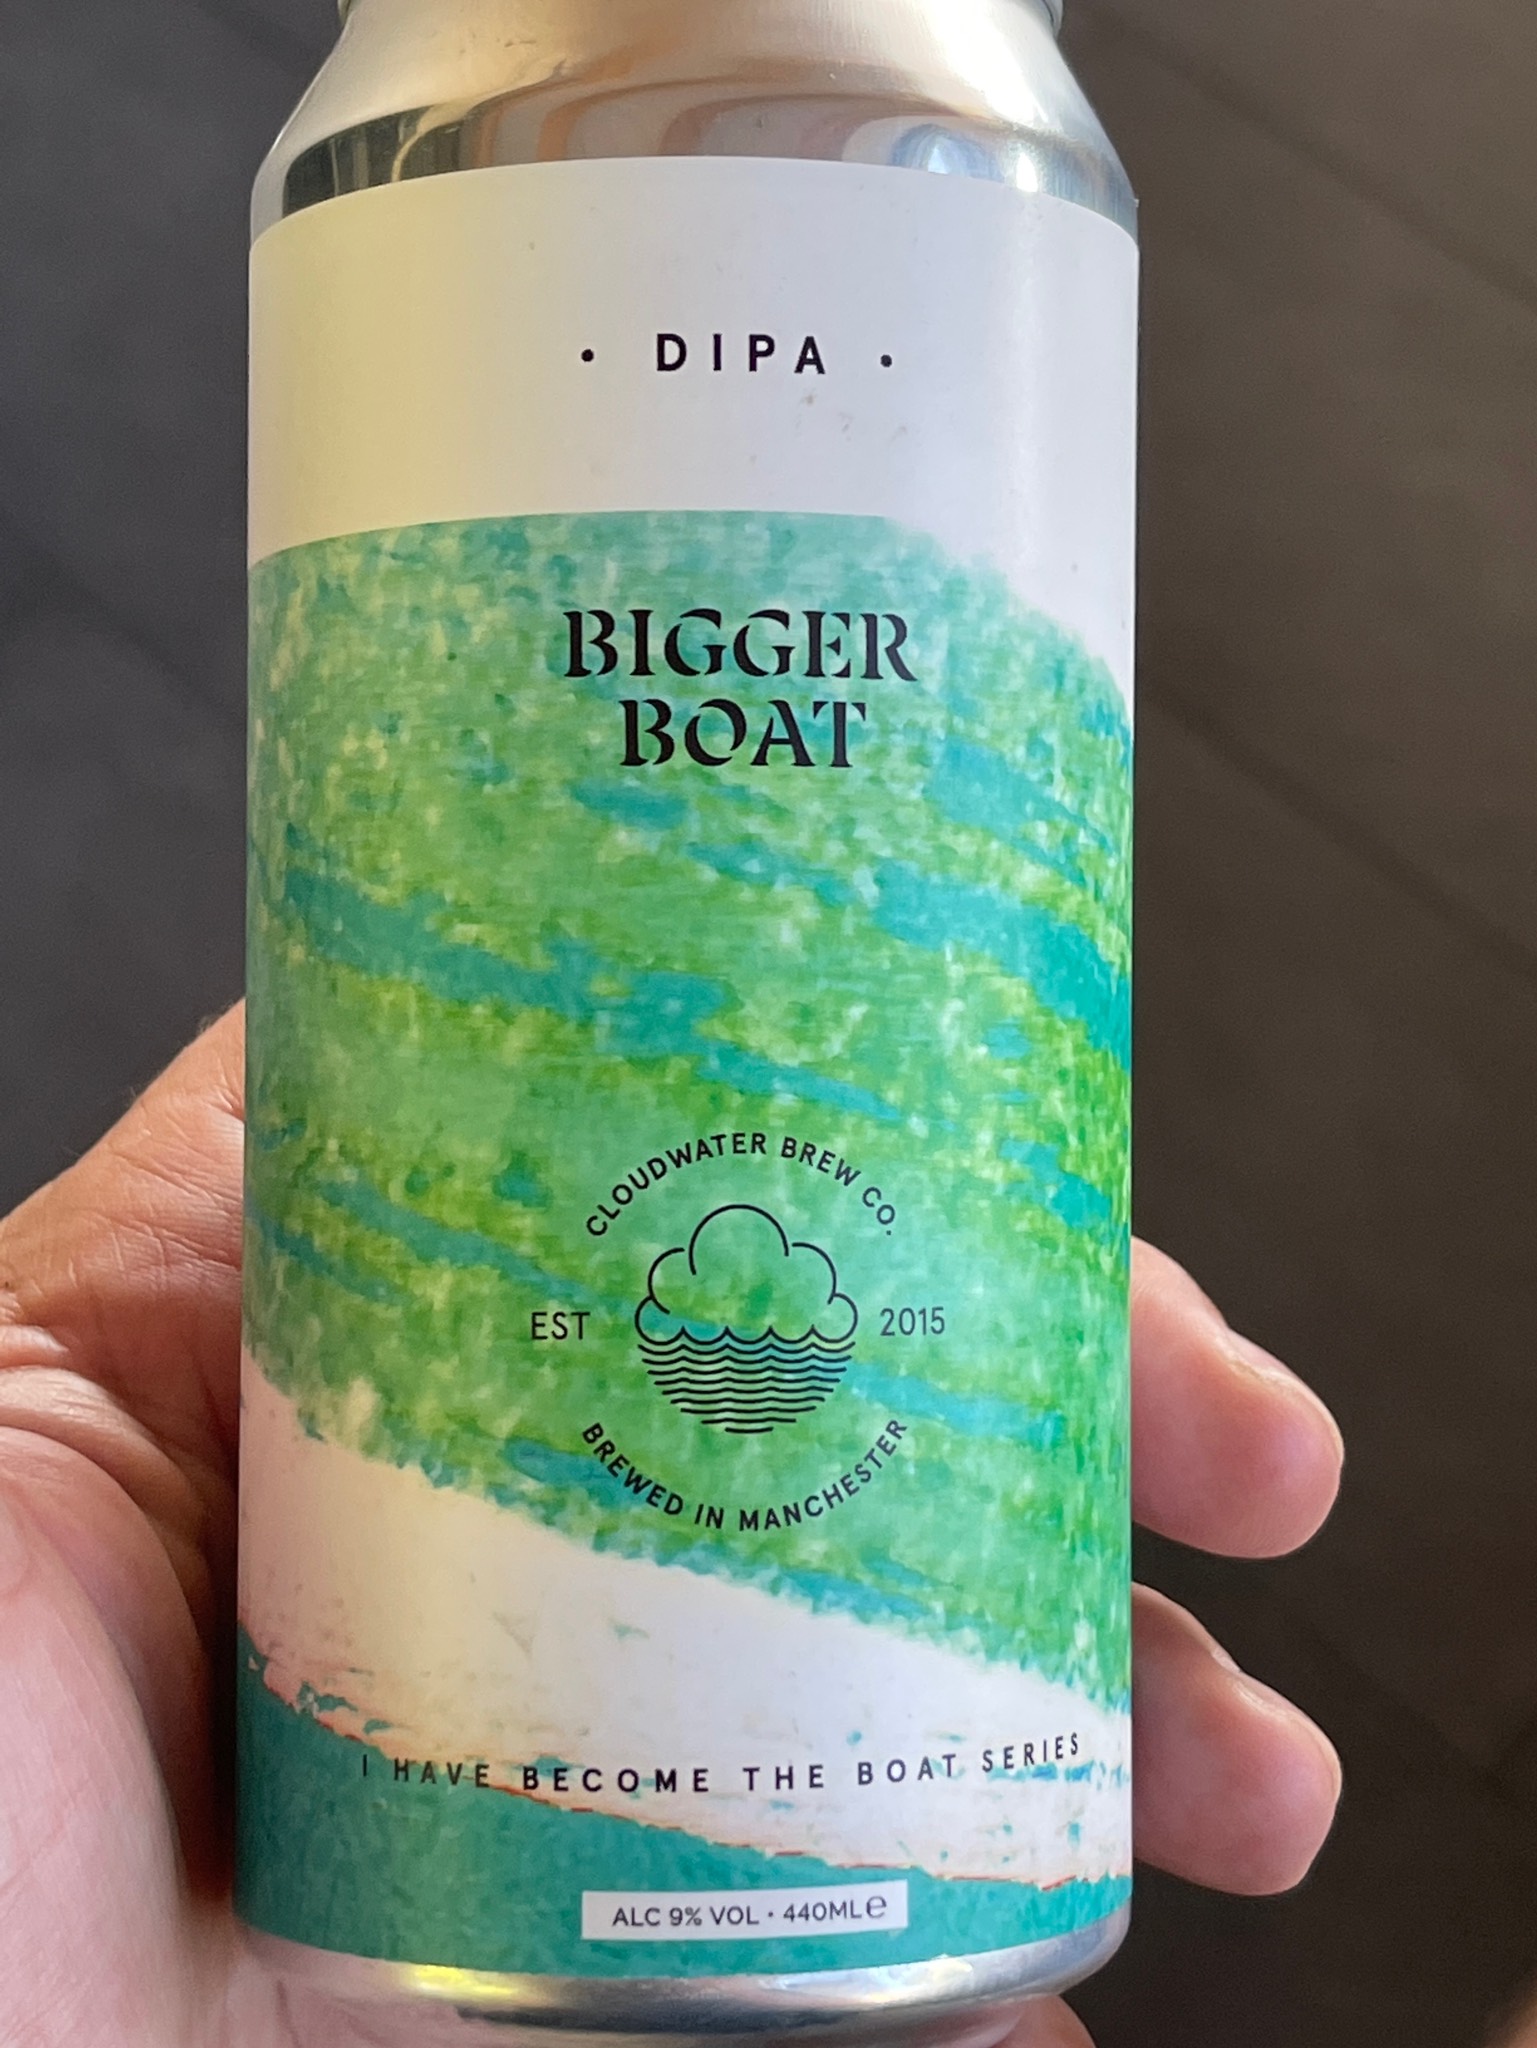 · DIPA ·
BIGGER
BOAT
CLOUDWATER BREW CO.
EST 2015
BREWED IN MANCHESTER
I HAVE BECOME THE BOAT SERIES
ALC 9% VOL · 440ML℮